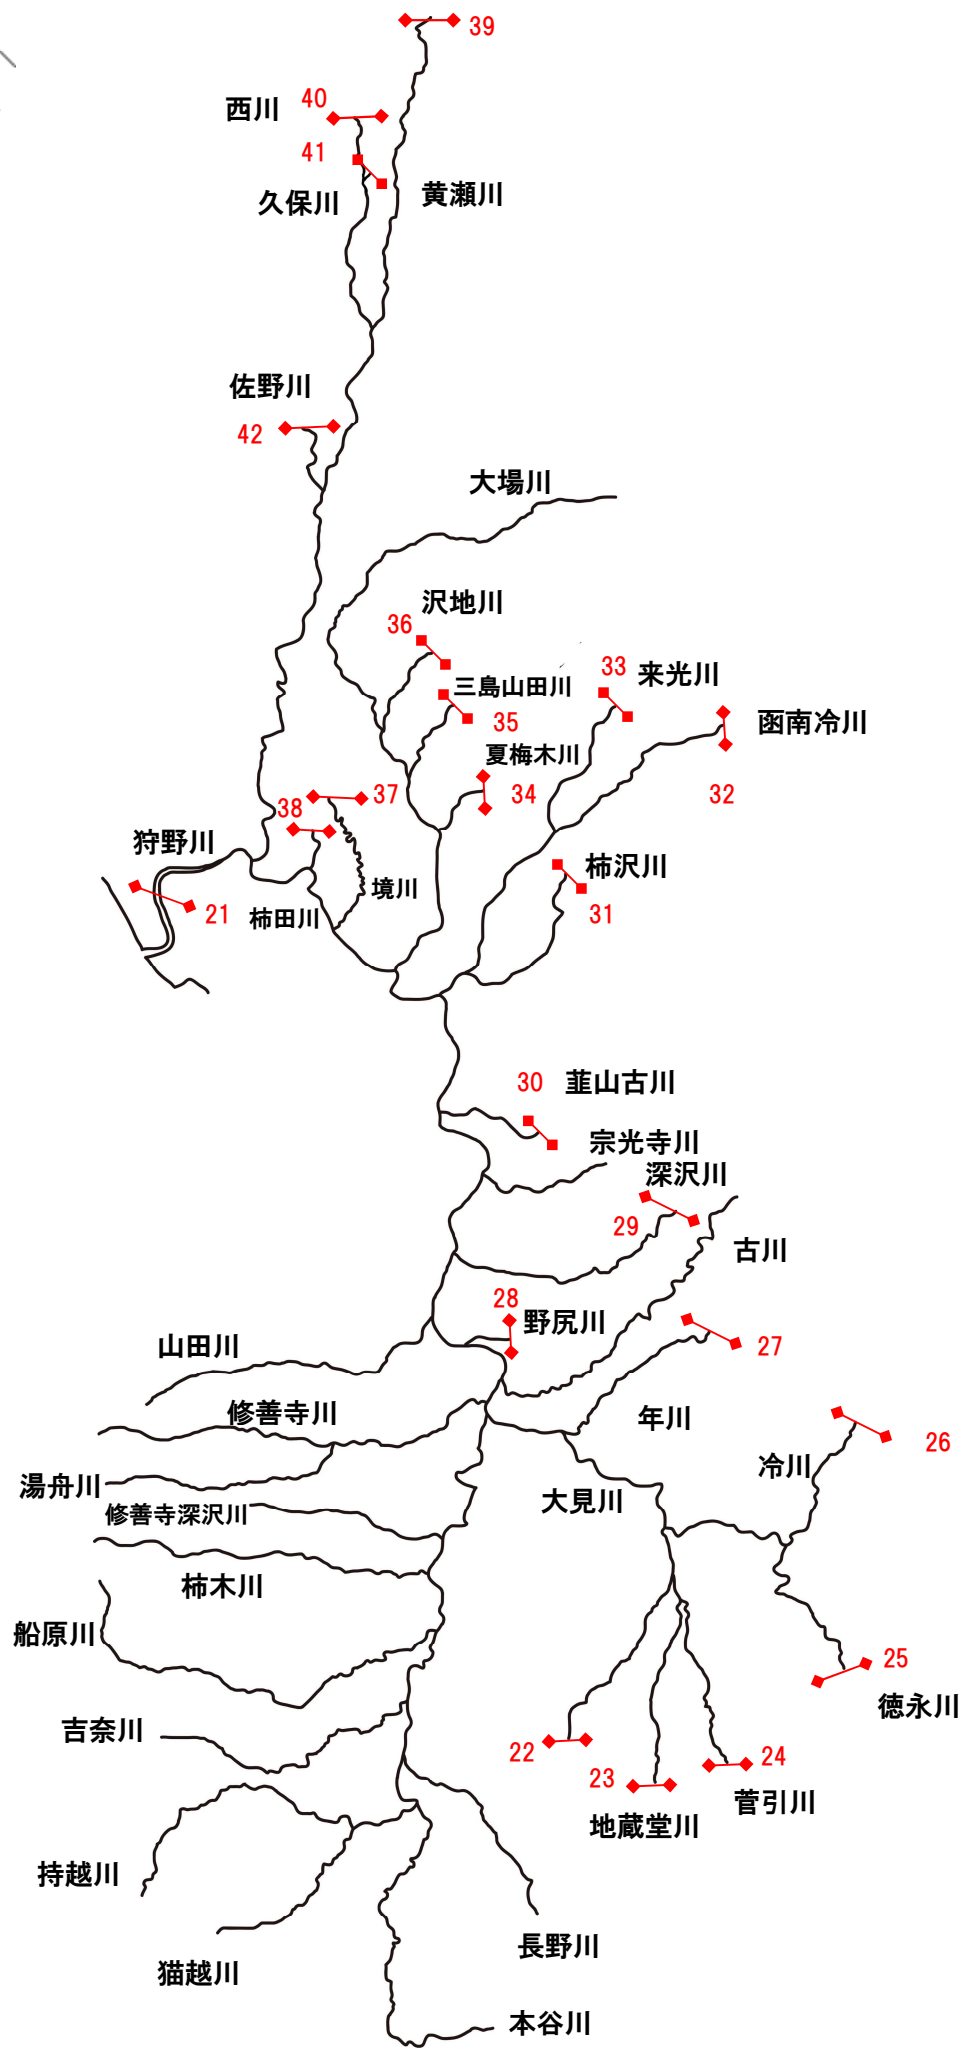 39
西川
40
41
久保川
黄瀬川
佐野川
42
大場川
沢地川
36
33
来光川
三島山田川
35
函南冷川
夏梅木川
34
32
37
38
狩野川
柿沢川
境川
21
柿田川
31
30
韮山古川
宗光寺川
深沢川
29
古川
28
野尻川
27
山田川
修善寺川
年川
26
冷川
湯舟川
大見川
修善寺深沢川
柿木川
船原川
25
徳永川
吉奈川
22
24
23
菅引川
地蔵堂川
持越川
長野川
猫越川
本谷川